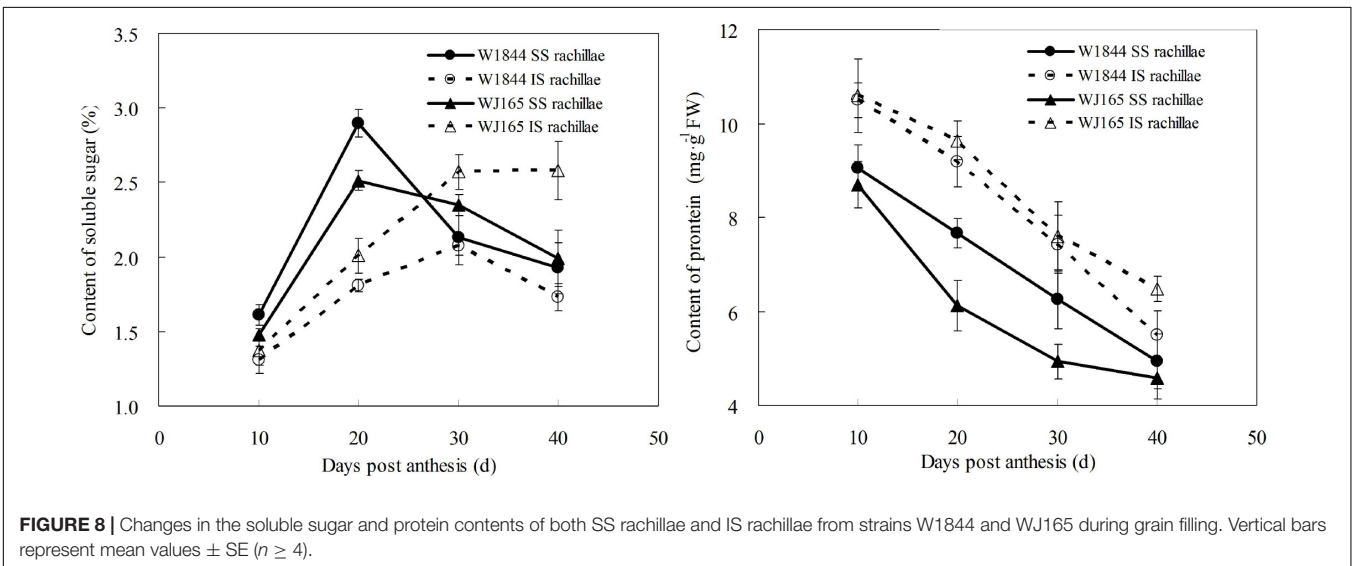 3.5
3.0
2.5
2.0
1.5
1.0
Content of soluble sugar (%)
W1844 SS rachillae
W1844 IS rachillae
WJ165 SS rachillae
WJ165 IS rachillae
0 10 20 30 40 50
Days post anthesis (d)
12
10
8
6
4
Content of prontein (mg·g⁻¹ FW)
W1844 SS rachillae
W1844 IS rachillae
WJ165 SS rachillae
WJ165 IS rachillae
0 10 20 30 40 50
Days post anthesis (d)
FIGURE 8 | Changes in the soluble sugar and protein contents of both SS rachillae and IS rachillae from strains W1844 and WJ165 during grain filling. Vertical bars
represent mean values ± SE (n ≥ 4).